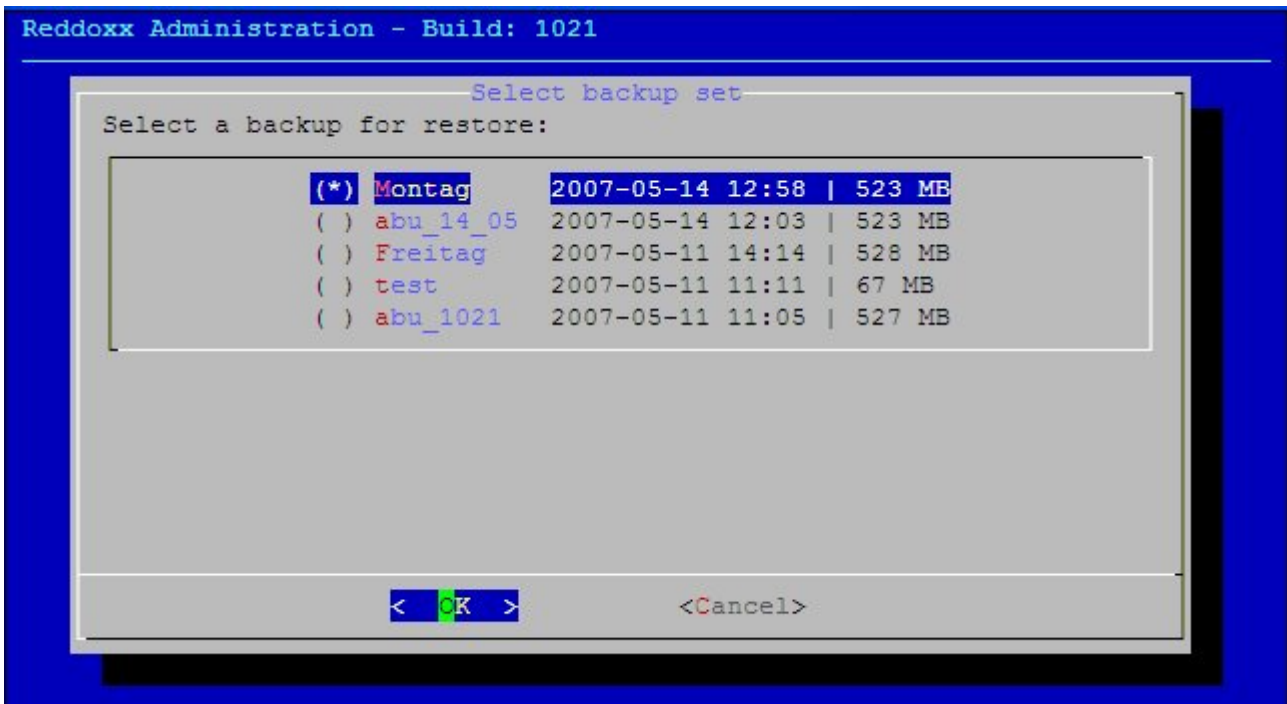 Reddoxx Administration - Build: 1021
Select backup set
Select a backup for restore:
(*) Montag 2007-05-14 12:58 | 523 MB
( ) abu_14_05 2007-05-14 12:03 | 523 MB
( ) Freitag 2007-05-11 14:14 | 528 MB
( ) test 2007-05-11 11:11 | 67 MB
( ) abu_1021 2007-05-11 11:05 | 527 MB
< OK > <Cancel>